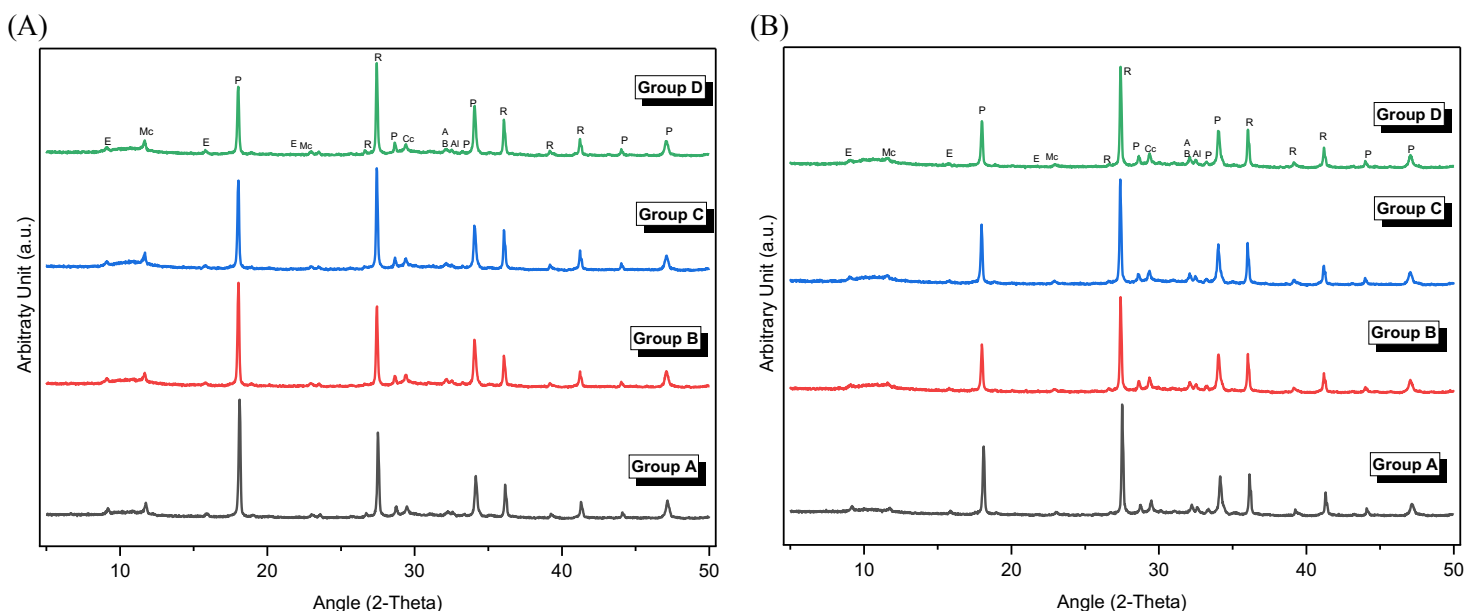 (A)
R
P
Group D
P
R
E
Mc
E
E
Mc
R
P
Cc
A
B
Al
P
R
R
P
P
Group C
Group B
Group A
Arbitraty Unit (a.u.)
10
20
30
40
50
Angle (2-Theta)
(B)
R
P
Group D
P
R
E
Mc
E
E
Mc
R
P
Cc
A
B
Al
P
R
R
P
P
Group C
Group B
Group A
Arbitrary Unit (a.u.)
10
20
30
40
50
Angle (2-Theta)